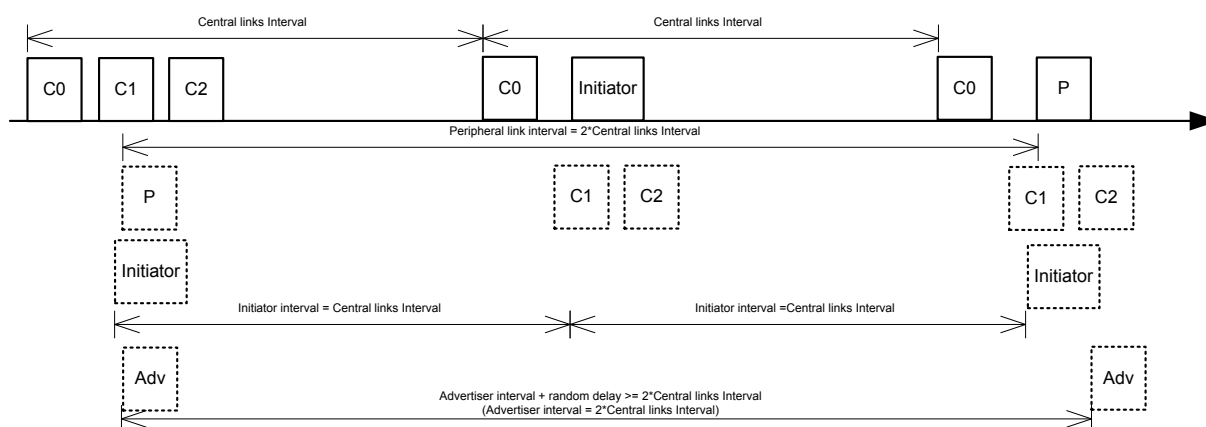 Central links Interval
Central links Interval
C0
C1
C2
C0
Initiator
C0
P
Peripheral link interval = 2*Central links Interval
P
C1
C2
C1
C2
Initiator
Initiator
Initiator interval = Central links Interval
Initiator interval =Central links Interval
Adv
Adv
Advertiser interval + random delay >= 2*Central links Interval
(Advertiser interval = 2*Central links Interval)